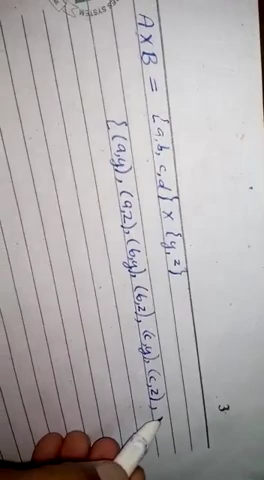 3
A×B = {a,b,c,d} × {y,z}
{(a,y), (a,z), (b,y), (b,z), (c,y), (c,z),